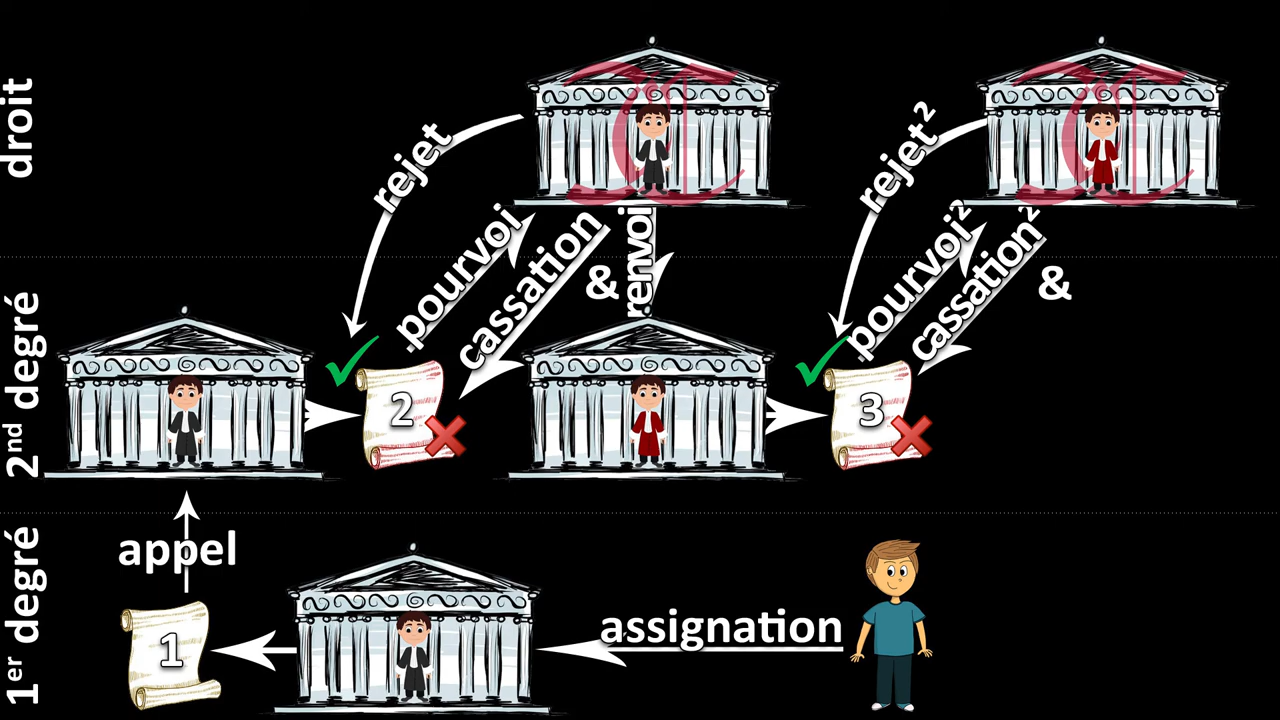 droit
rejet
pourvoi
cassation
&
renvoi
rejet²
pourvoi²
cassation²
&
2nd degré
2
3
1er degré
appel
1
assignation